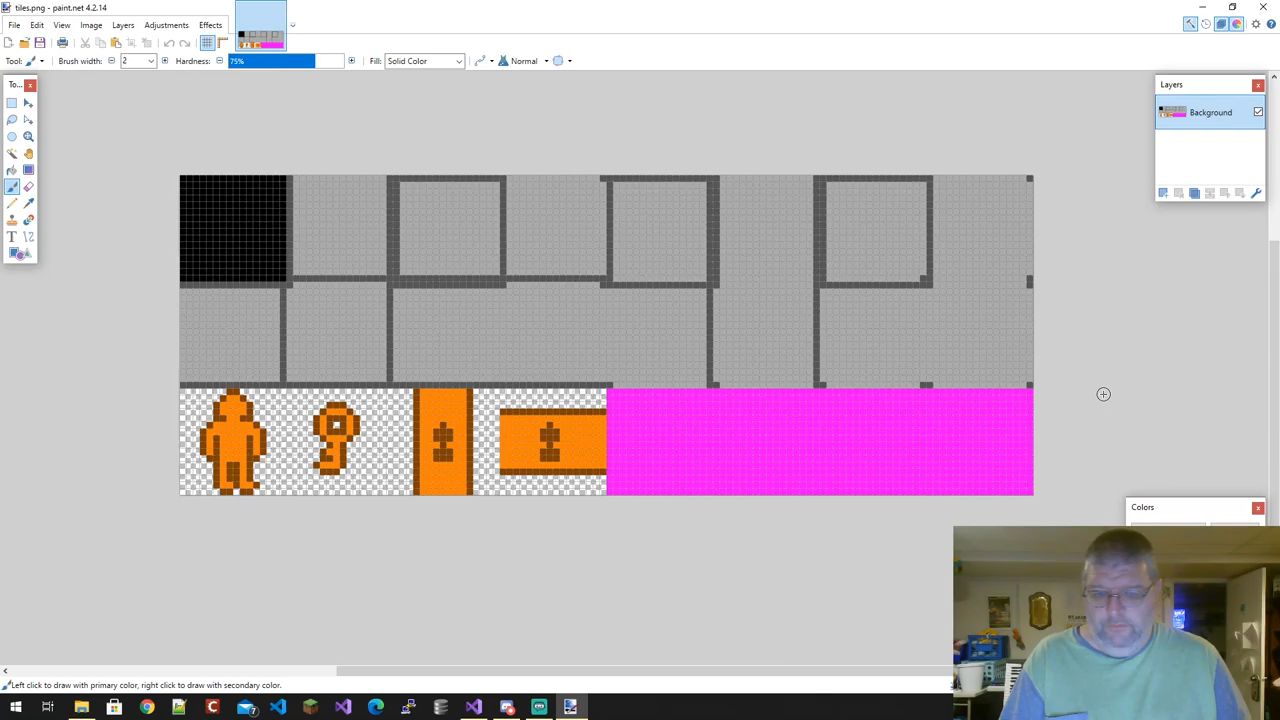 tiles.png - paint.net 4.2.14
File Edit View Image Layers Adjustments Effects
Tool: Brush width: 2 Hardness: 75% Fill: Solid Color Normal
To...
Layers
Background
T
Colors
Left click to draw with primary color, right click to draw with secondary color.